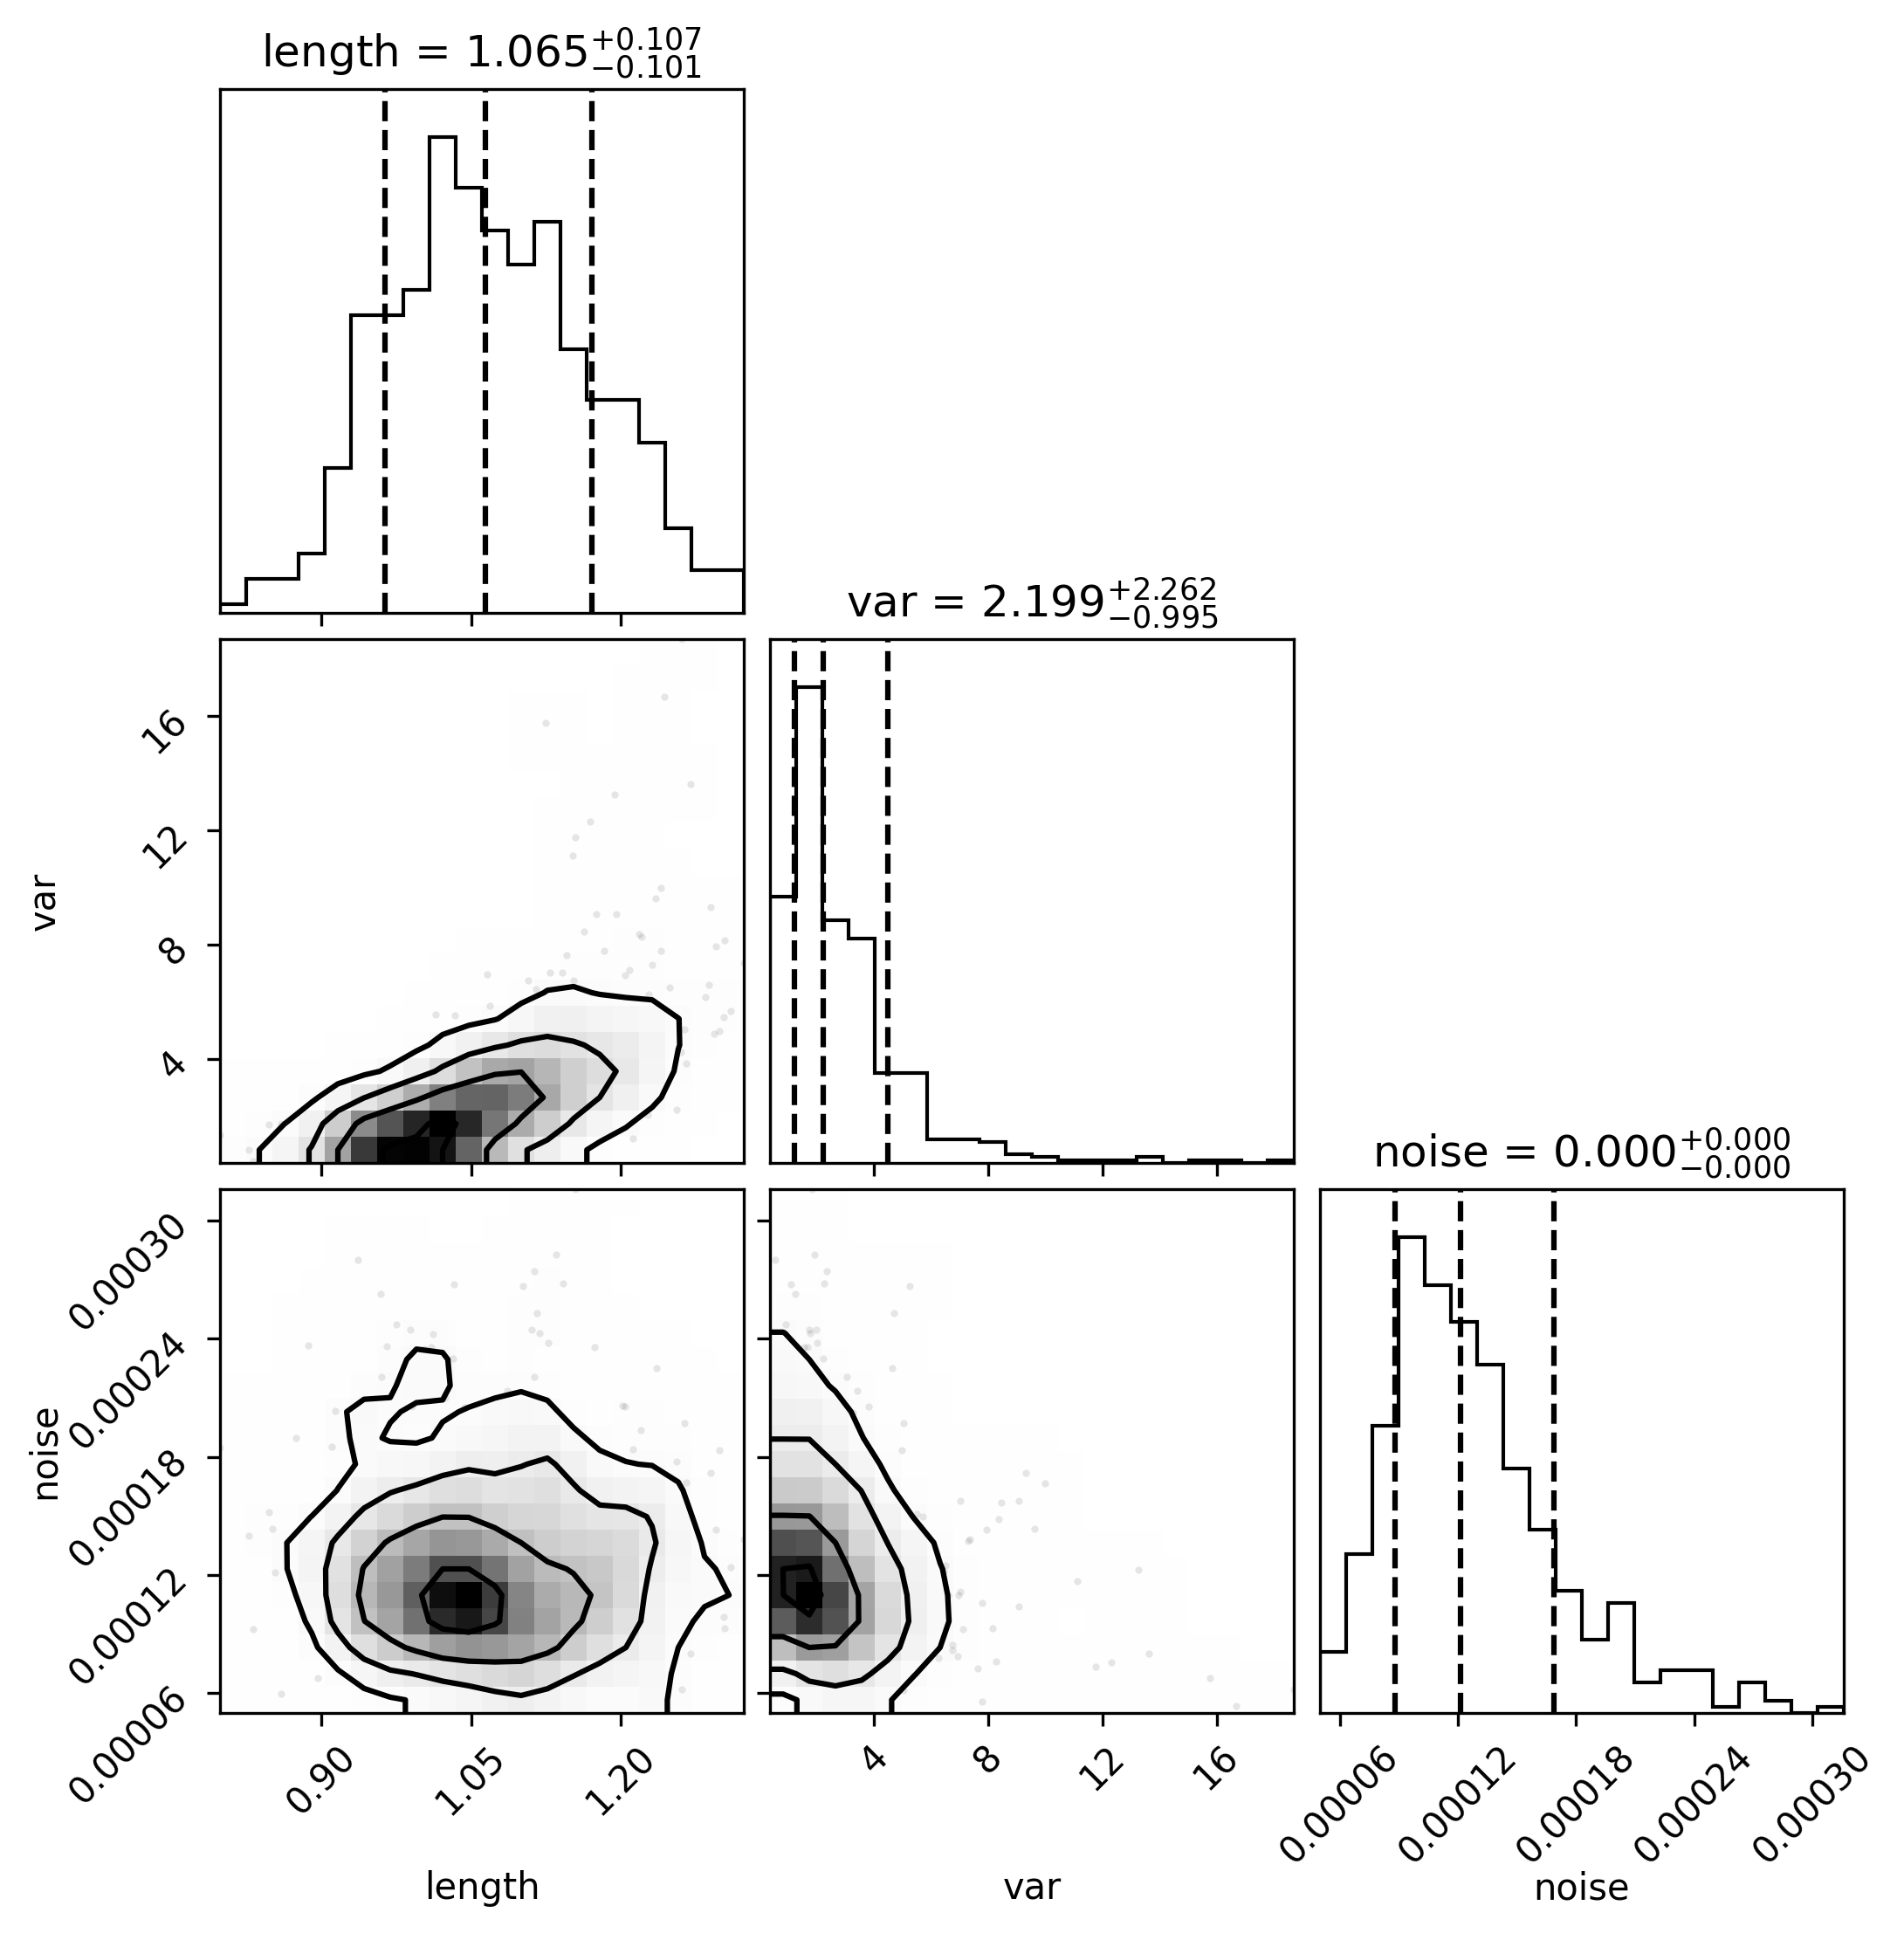 length = 1.065 +0.107 −0.101
var = 2.199 +2.262 −0.995
16
12
8
4
var
noise = 0.000 +0.000 −0.000
0.00030
0.00024
0.00018
0.00012
0.00006
noise
0.90 1.05 1.20
4 8 12 16
0.00006 0.00012 0.00018 0.00024 0.00030
length var noise